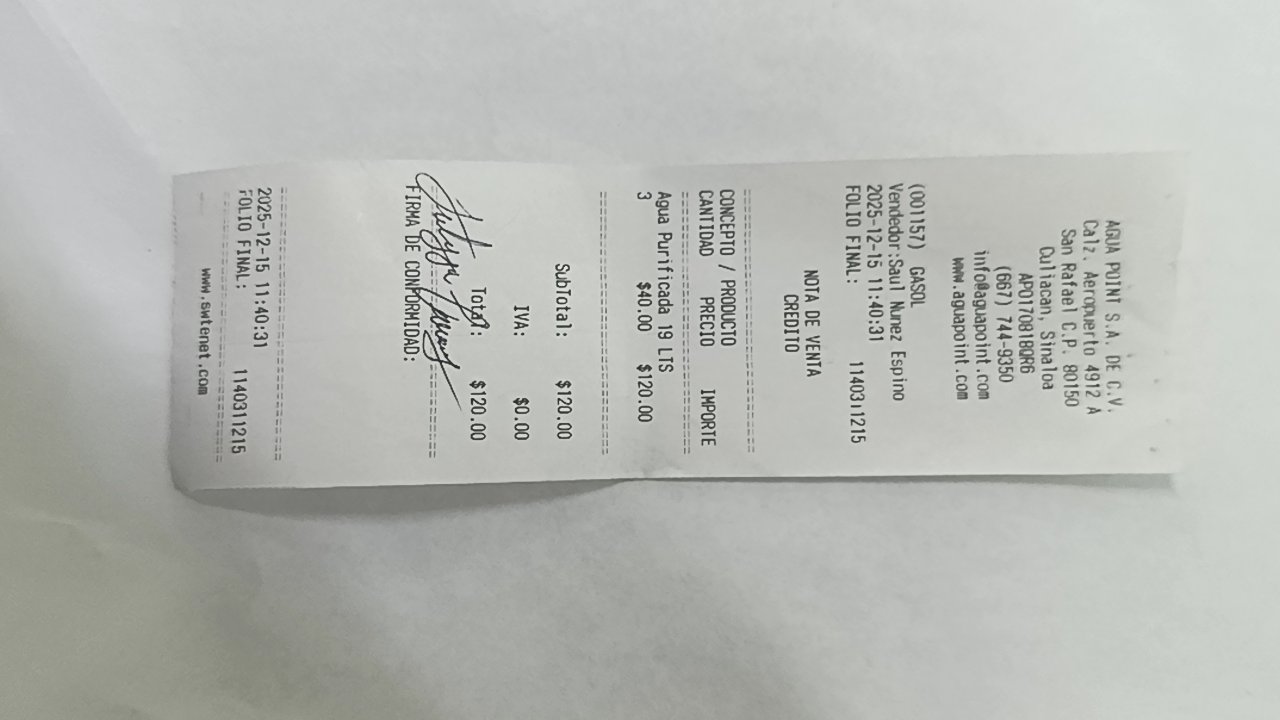 AGUA POINT S.A. DE C.V.
Calz. Aeropuerto 4912 A
San Rafael C.P. 80150
Culiacan, Sinaloa
APO170818QR6
(667) 744-9350
info@aguapoint.com
www.aguapoint.com
(001157) GASOL
Vendedor:Saul Nunez Espino
2025-12-15 11:40:31
FOLIO FINAL: 1140311215
NOTA DE VENTA
CREDITO
CONCEPTO / PRODUCTO
CANTIDAD PRECIO IMPORTE
Agua Purificada 19 LTS
3 $40.00 $120.00
SubTotal: $120.00
IVA: $0.00
Total: $120.00
FIRMA DE CONFORMIDAD:
2025-12-15 11:40:31
FOLIO FINAL: 1140311215
www.swtenet.com